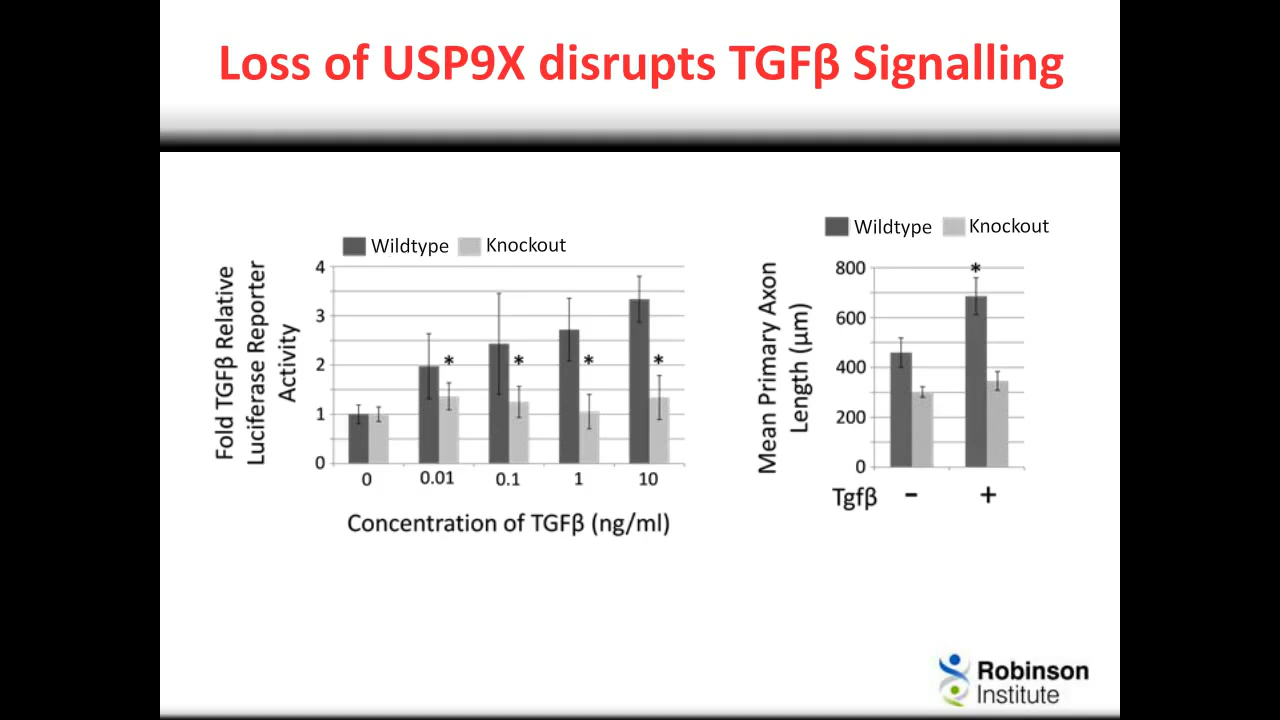 Loss of USP9X disrupts TGFβ Signalling
Wildtype Knockout
Fold TGFβ Relative
Luciferase Reporter
Activity
4
3
2
1
0
* * * *
0 0.01 0.1 1 10
Concentration of TGFβ (ng/ml)
Wildtype Knockout
Mean Primary Axon
Length (μm)
800
600
400
200
0
*
Tgfβ - +
Robinson
Institute